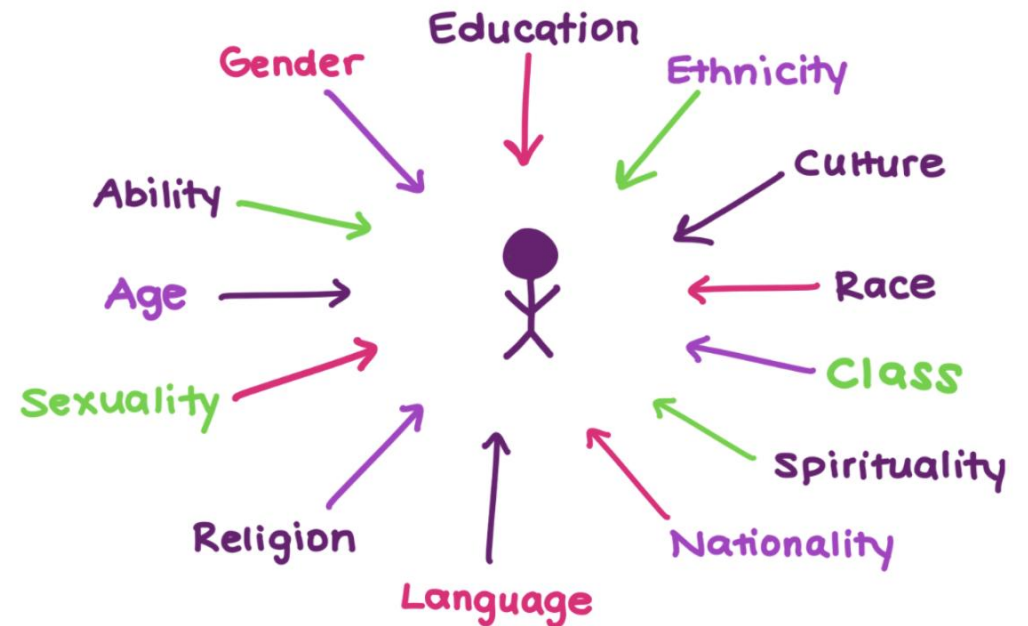 Education
Gender
Ethnicity
Culture
Ability
Race
Age
Class
Sexuality
Spirituality
Religion
Nationality
Language